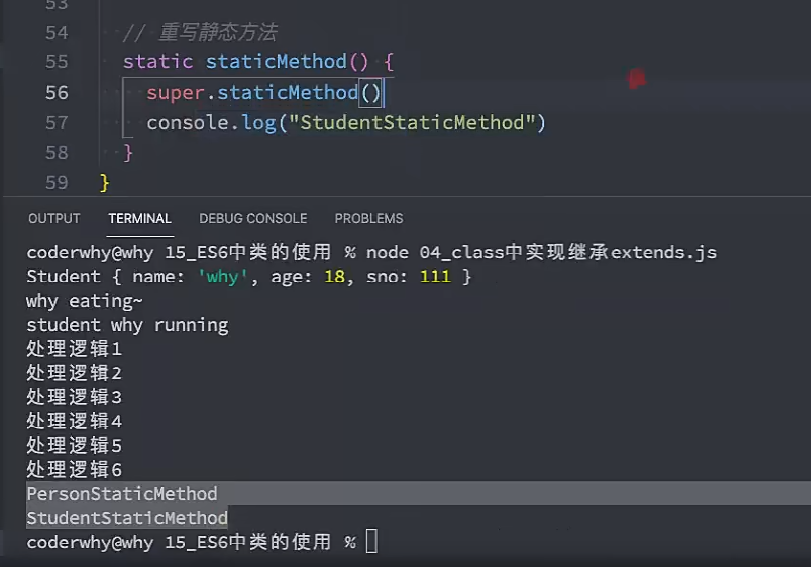 53
54 // 重写静态方法
55 static staticMethod() {
56 super.staticMethod()
57 console.log("StudentStaticMethod")
58 }
59 }
OUTPUT TERMINAL DEBUG CONSOLE PROBLEMS
coderwhy@why 15_ES6中类的使用 % node 04_class中实现继承extends.js
Student { name: 'why', age: 18, sno: 111 }
why eating~
student why running
处理逻辑1
处理逻辑2
处理逻辑3
处理逻辑4
处理逻辑5
处理逻辑6
PersonStaticMethod
StudentStaticMethod
coderwhy@why 15_ES6中类的使用 %